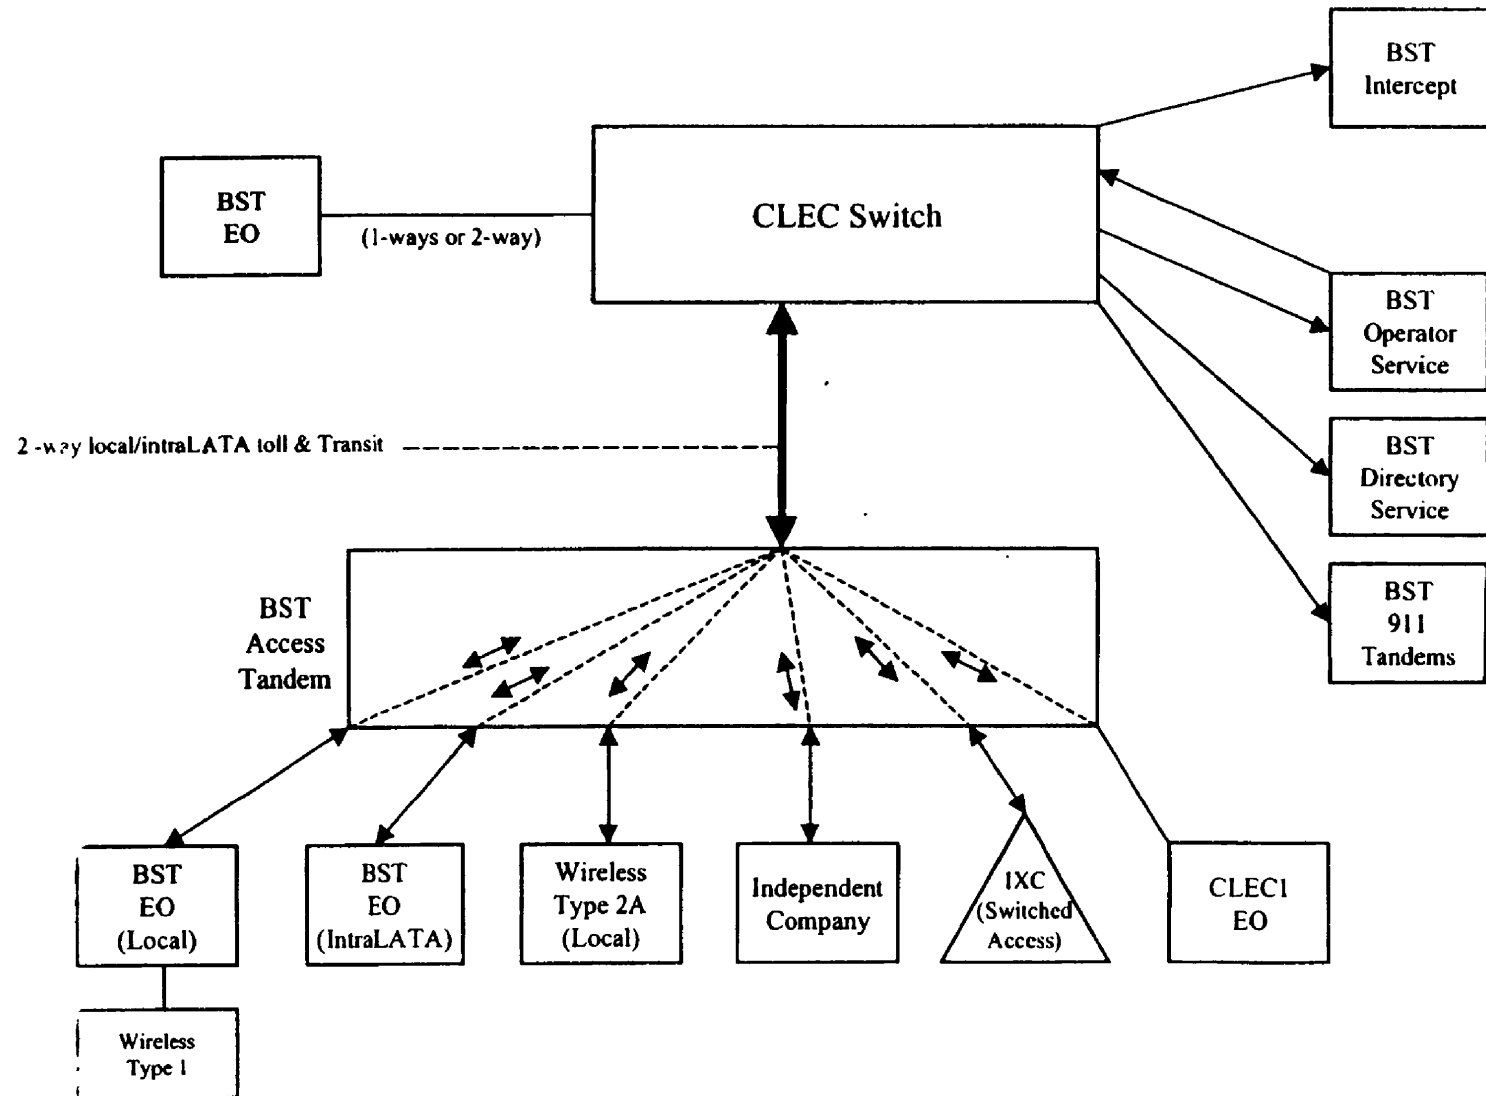 BST
Intercept
BST
EO
(1-ways or 2-way)
CLEC Switch
BST
Operator
Service
2 -way local/intraLATA toll & Transit
BST
Directory
Service
BST
911
Tandems
BST
Access
Tandem
BST
EO
(Local)
BST
EO
(IntraLATA)
Wireless
Type 2A
(Local)
Independent
Company
IXC
(Switched
Access)
CLEC1
EO
Wireless
Type 1